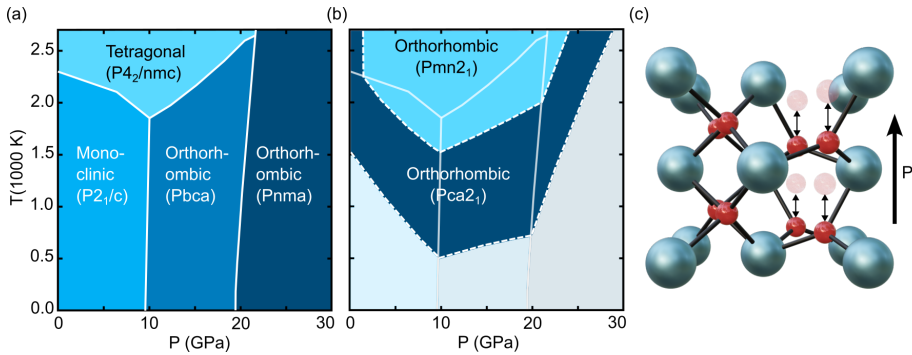 (a)
(b)
(c)
T(1000 K)
2.5
2.0
1.5
1.0
0.5
0.0
Tetragonal
(P4₂/nmc)
Mono-
clinic
(P2₁/c)
Orthorh-
ombic
(Pbca)
Orthorh-
ombic
(Pnma)
0
10
20
30
P (GPa)
Orthorhombic
(Pmn2₁)
Orthorhombic
(Pca2₁)
0
10
20
30
P (GPa)
P